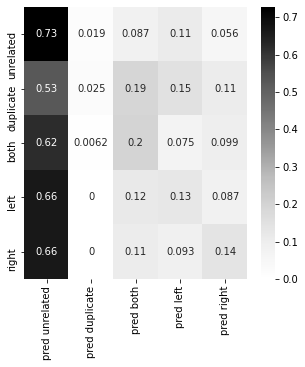 unrelated 0.73 0.019 0.087 0.11 0.056
duplicate 0.53 0.025 0.19 0.15 0.11
both 0.62 0.0062 0.2 0.075 0.099
left 0.66 0 0.12 0.13 0.087
right 0.66 0 0.11 0.093 0.14
pred unrelated
pred duplicate
pred both
pred left
pred right
0.7
0.6
0.5
0.4
0.3
0.2
0.1
0.0